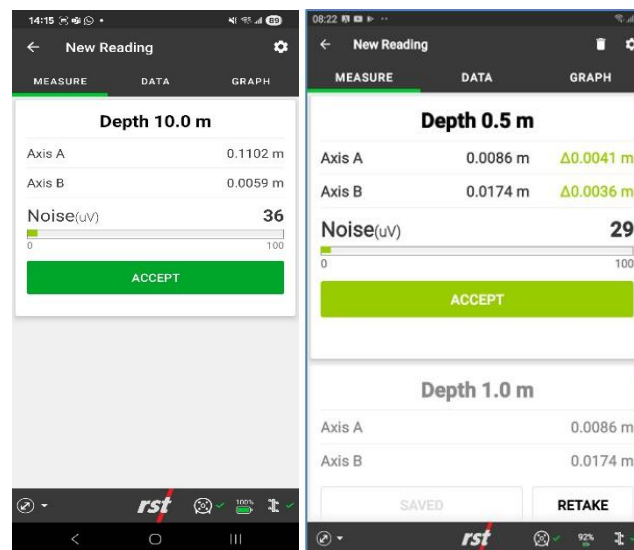 14:15
89
New Reading
MEASURE DATA GRAPH
Depth 10.0 m
Axis A 0.1102 m
Axis B 0.0059 m
Noise(uV) 36
0 100
ACCEPT
rst 100%
08:22
New Reading
MEASURE DATA GRAPH
Depth 0.5 m
Axis A 0.0086 m Δ0.0041 m
Axis B 0.0174 m Δ0.0036 m
Noise(uV) 29
0 100
ACCEPT
Depth 1.0 m
Axis A 0.0086 m
Axis B 0.0174 m
SAVED RETAKE
rst 92%